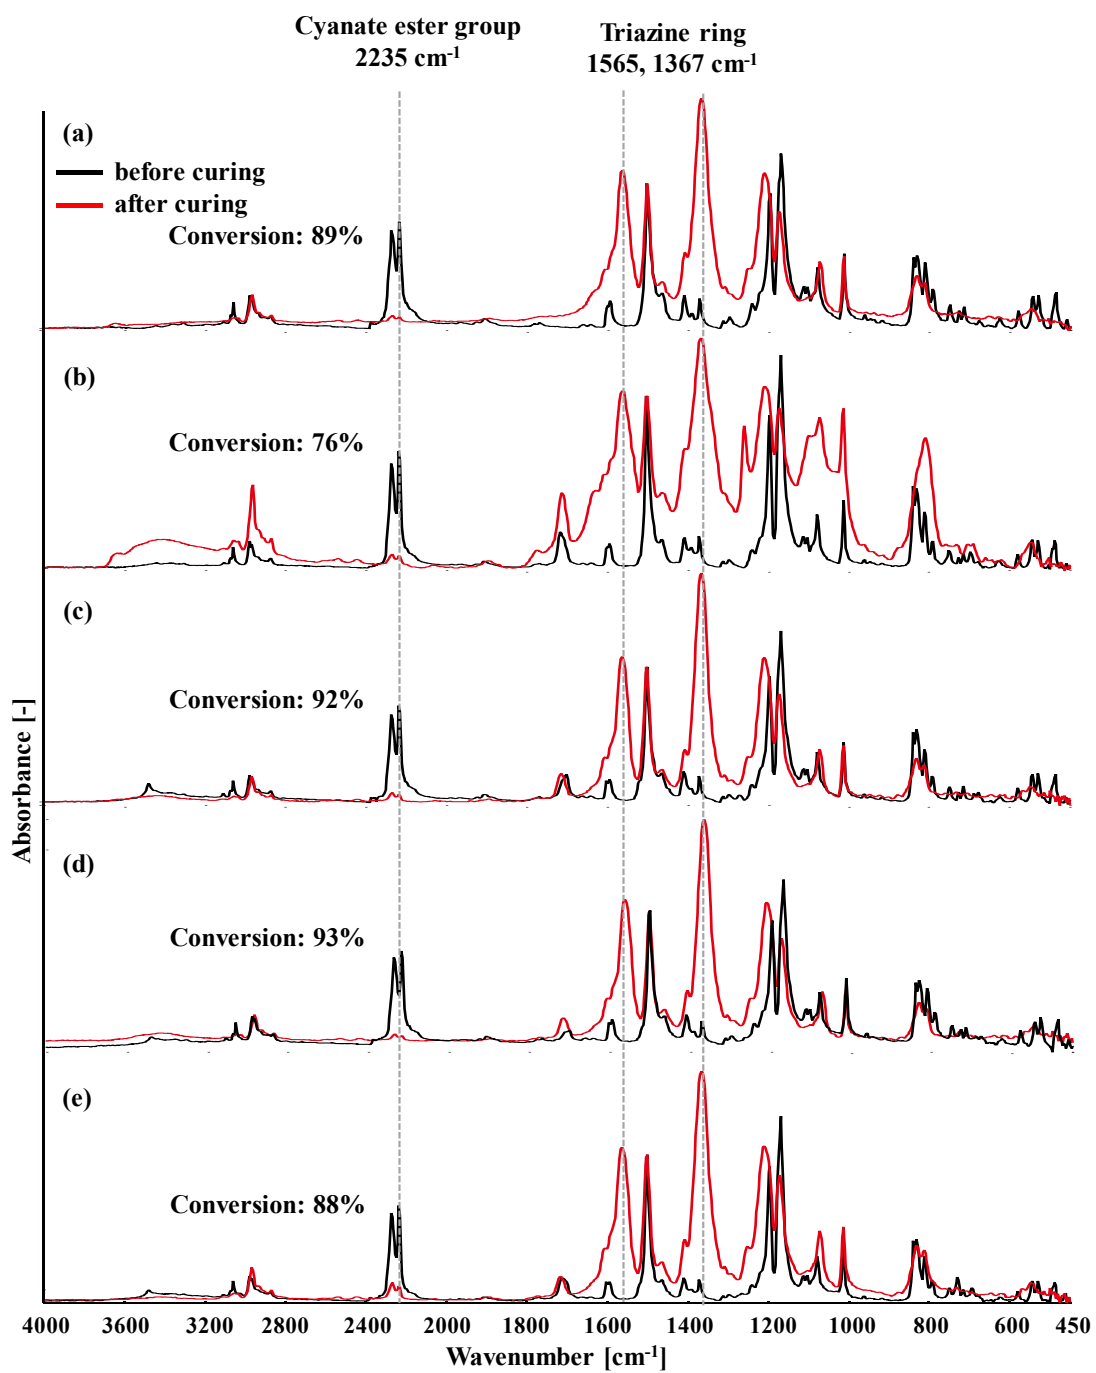 Cyanate ester group
2235 cm-1
Triazine ring
1565, 1367 cm-1
(a)
before curing
after curing
Conversion: 89%
(b)
Conversion: 76%
(c)
Conversion: 92%
(d)
Conversion: 93%
(e)
Conversion: 88%
Absorbance [-]
4000 3600 3200 2800 2400 2000 1800 1600 1400 1200 1000 800 600 450
Wavenumber [cm-1]